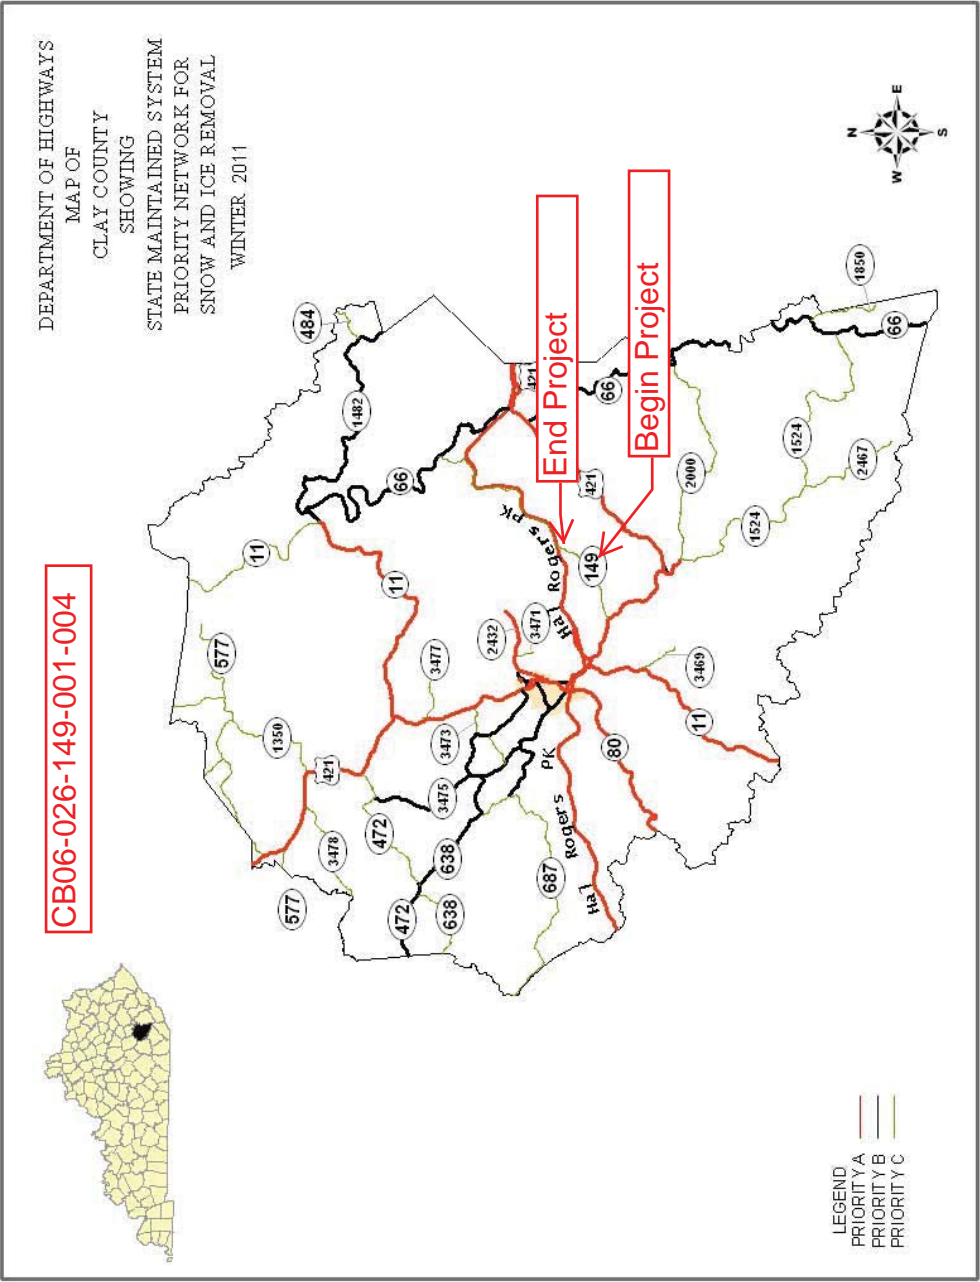 DEPARTMENT OF HIGHWAYS
MAP OF
CLAY COUNTY
SHOWING
STATE MAINTAINED SYSTEM
PRIORITY NETWORK FOR
SNOW AND ICE REMOVAL
WINTER 2011
CB06-026-149-001-004
N
E
S
W
484
1482
66
11
11
577
1350
421
3477
2432
3471
3473
3475
472
3478
577
638
472
638
687
Hal Rogers PK
Hal Rogers PK
80
11
3469
149
421
421
66
2000
1524
1524
2467
66
1850
End Project
Begin Project
LEGEND
PRIORITY A
PRIORITY B
PRIORITY C